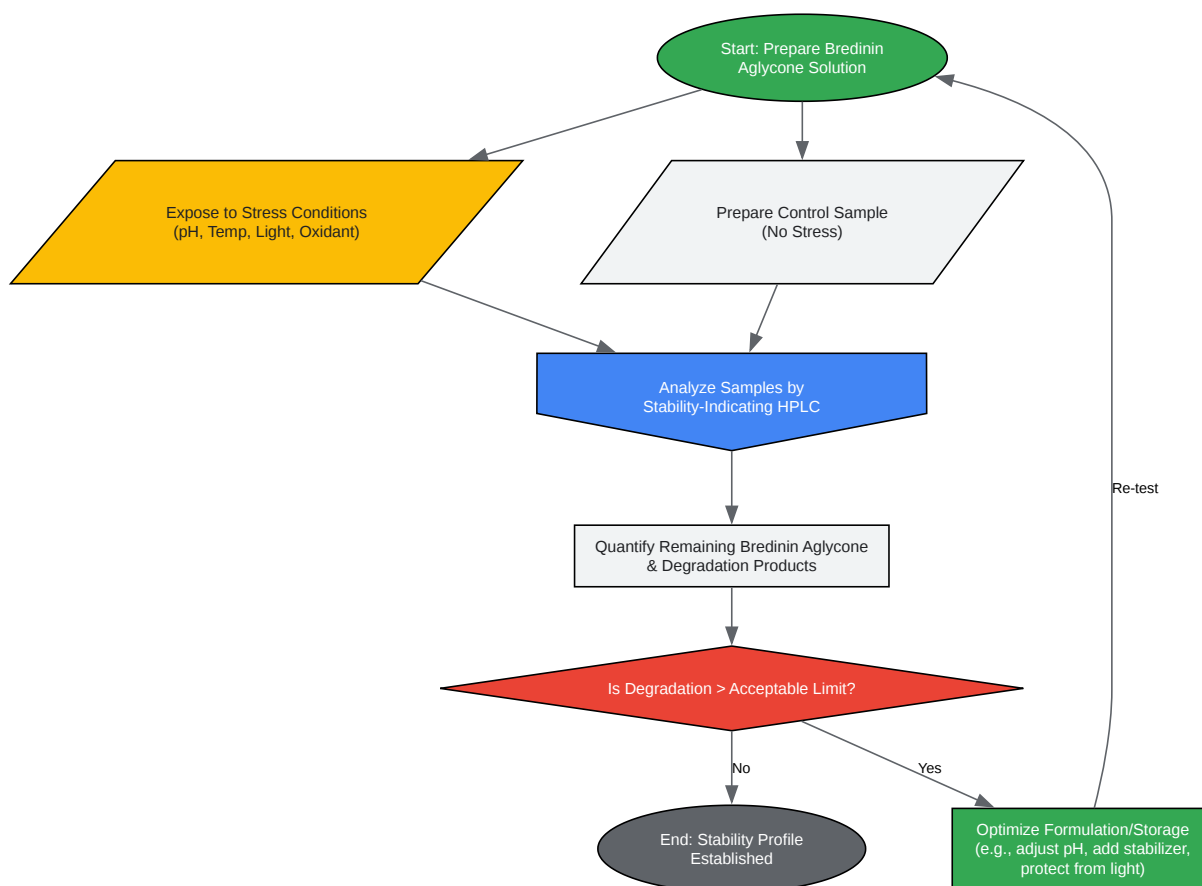 Start: Prepare Bredinin
Aglycone Solution
Expose to Stress Conditions
(pH, Temp, Light, Oxidant)
Prepare Control Sample
(No Stress)
Analyze Samples by
Stability-Indicating HPLC
Re-test
Quantify Remaining Bredinin Aglycone
& Degradation Products
Is Degradation > Acceptable Limit?
No
Yes
End: Stability Profile
Established
Optimize Formulation/Storage
(e.g., adjust pH, add stabilizer,
protect from light)